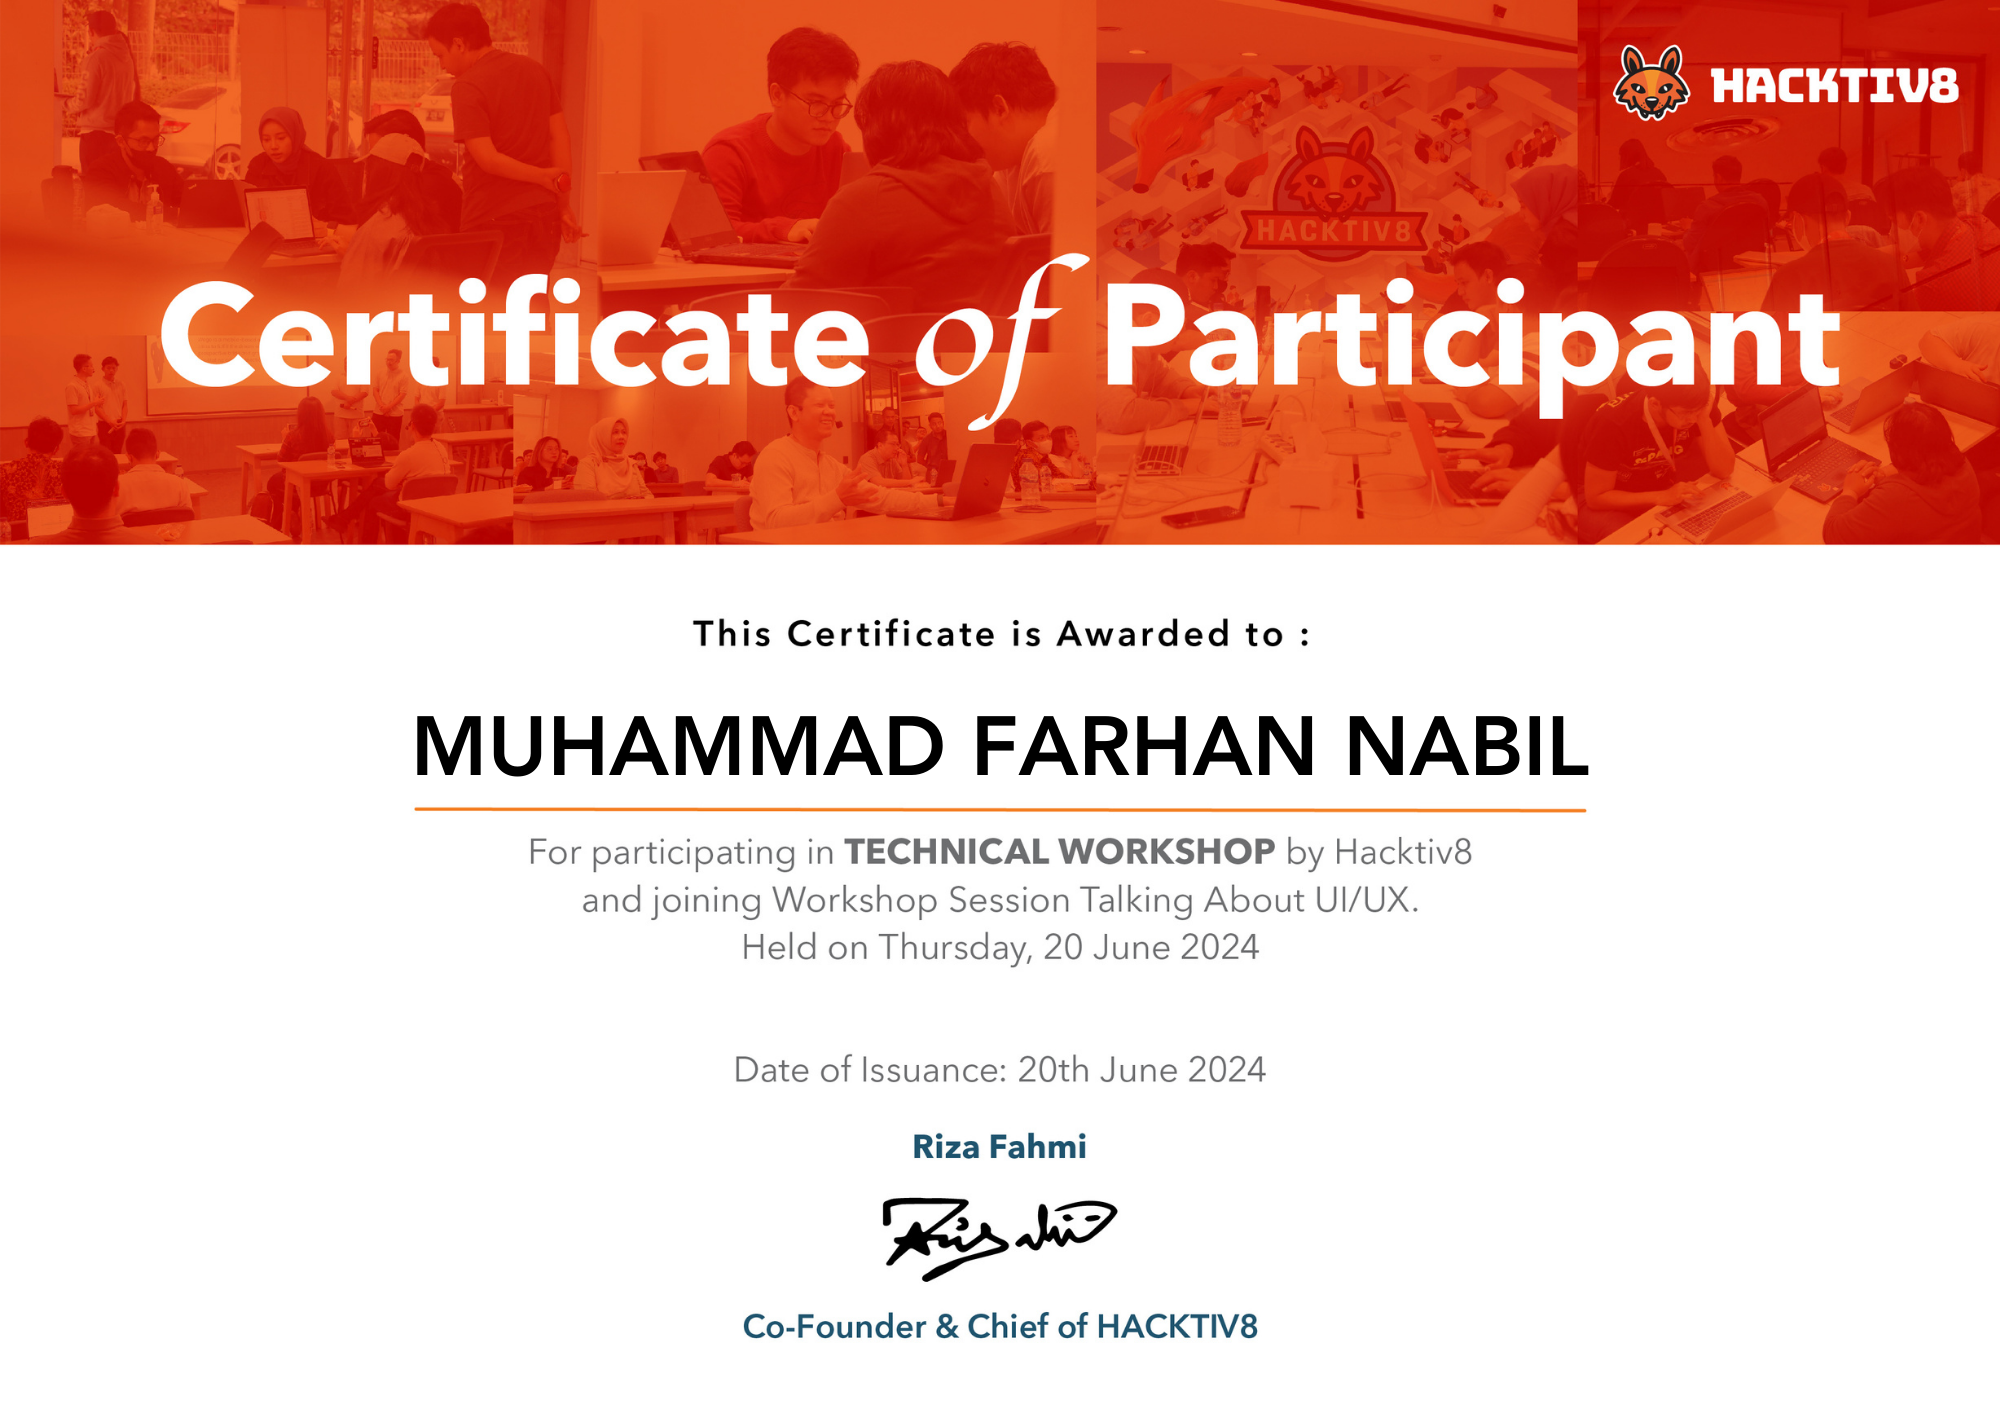 HACKTIV8
HACKTIV8
Certificate of Participant
This Certificate is Awarded to :
MUHAMMAD FARHAN NABIL
For participating in TECHNICAL WORKSHOP by Hacktiv8
and joining Workshop Session Talking About UI/UX.
Held on Thursday, 20 June 2024
Date of Issuance: 20th June 2024
Riza Fahmi
Co-Founder & Chief of HACKTIV8